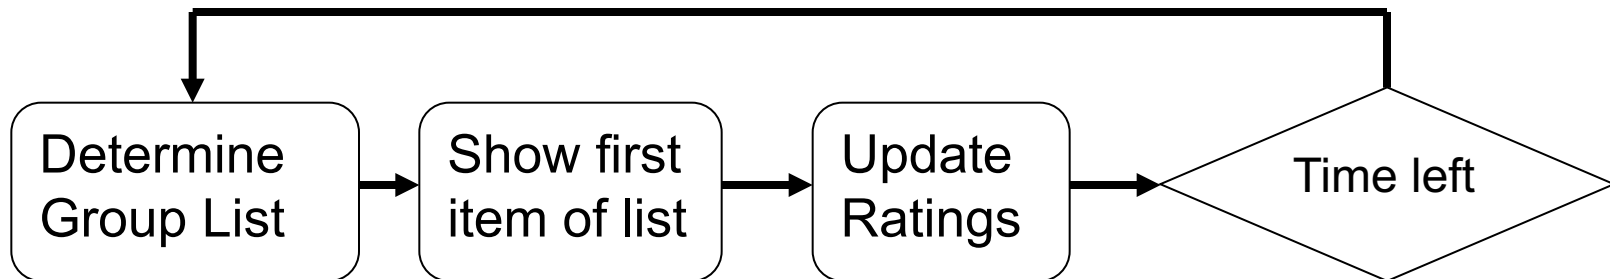 Determine
Group List
Show first
item of list
Update
Ratings
Time left